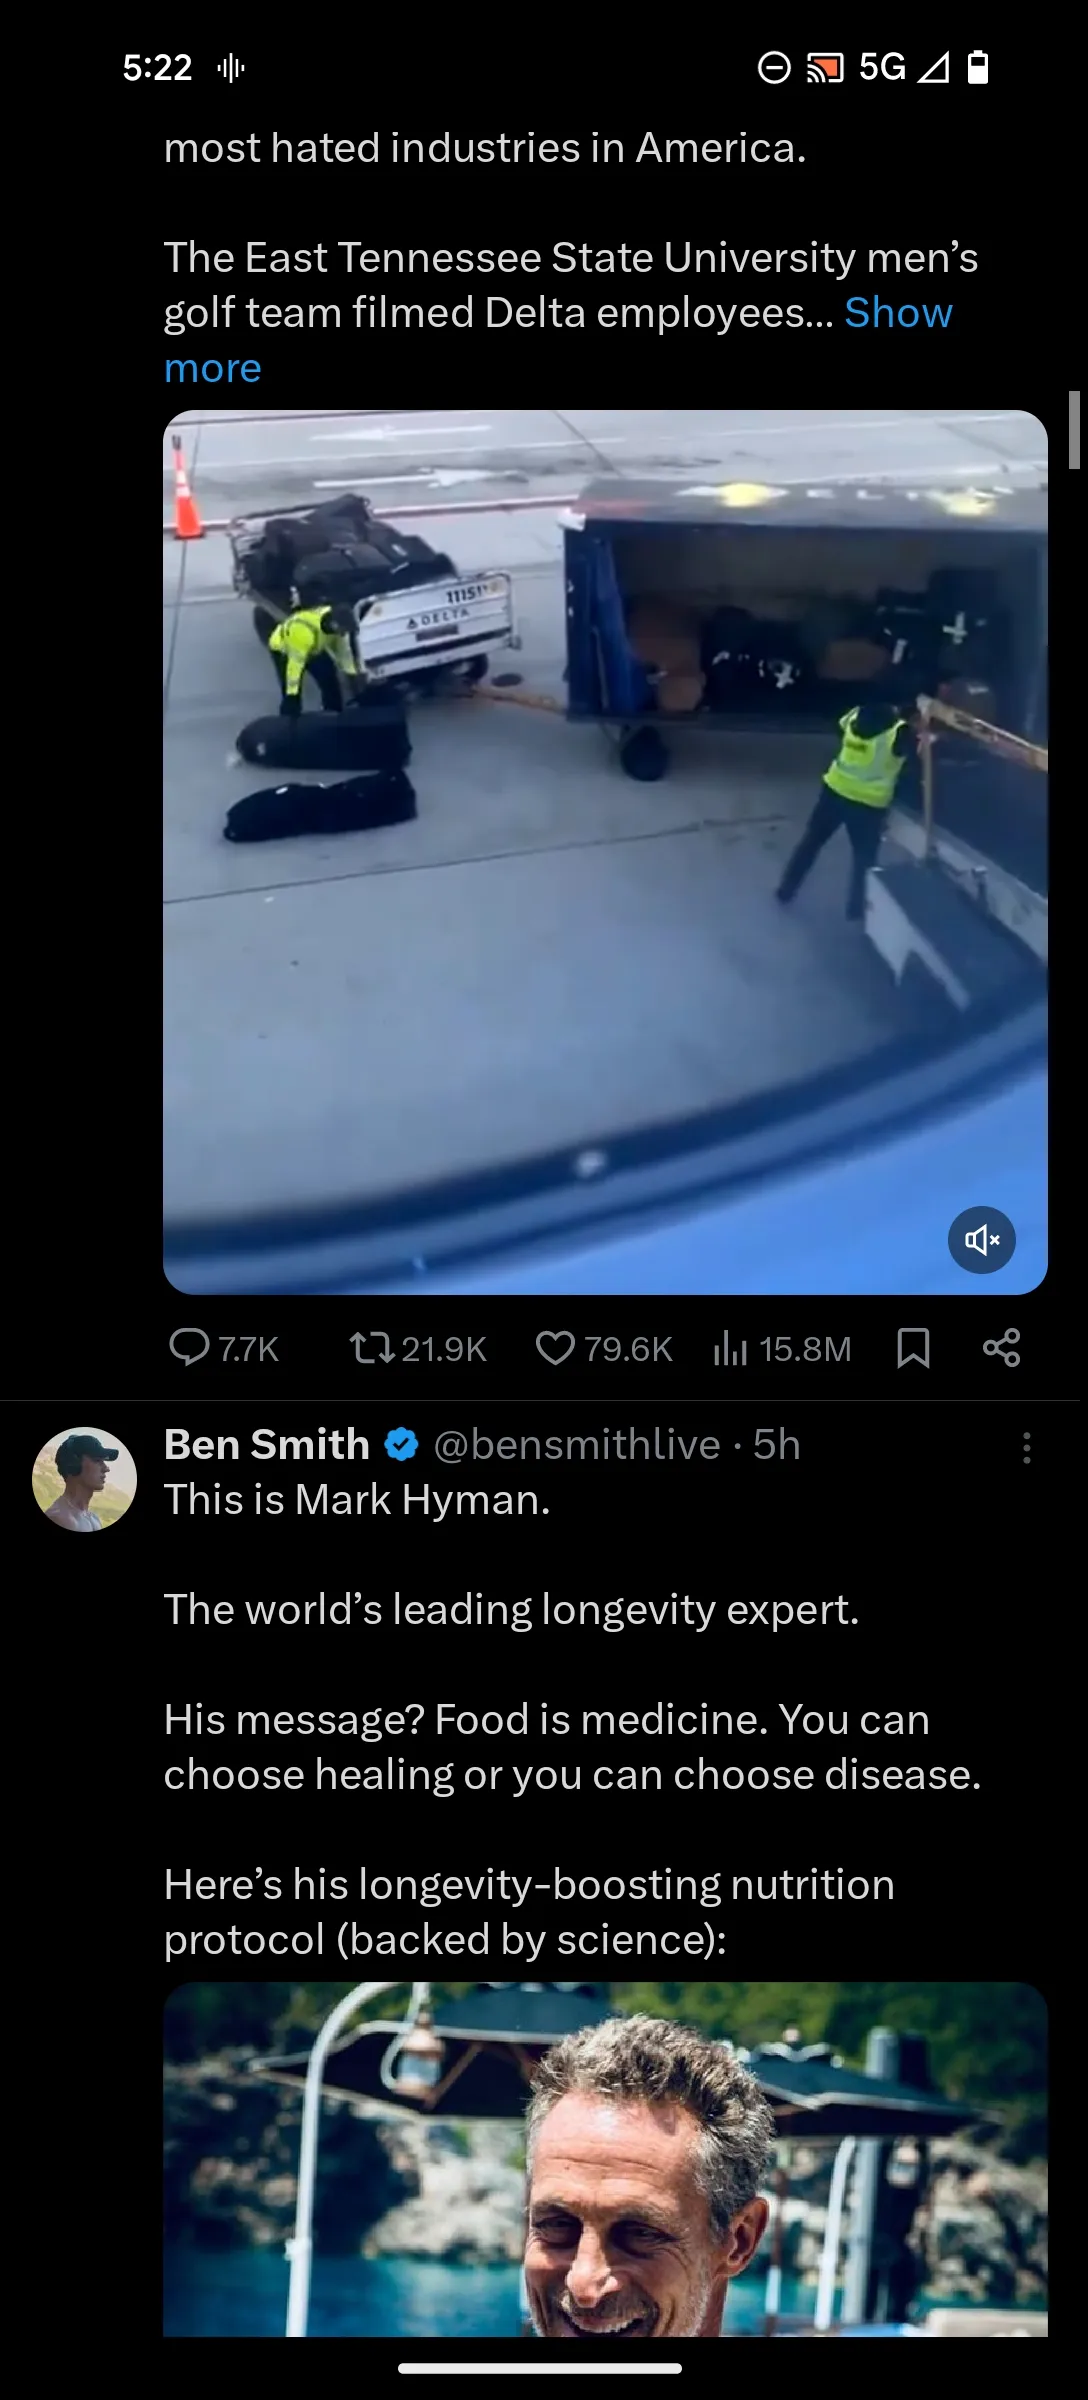 5:22 5G
most hated industries in America.
The East Tennessee State University men’s
golf team filmed Delta employees... Show
more
DELTA
7.7K 21.9K 79.6K 15.8M
Ben Smith @bensmithlive · 5h
This is Mark Hyman.
The world’s leading longevity expert.
His message? Food is medicine. You can
choose healing or you can choose disease.
Here’s his longevity-boosting nutrition
protocol (backed by science):